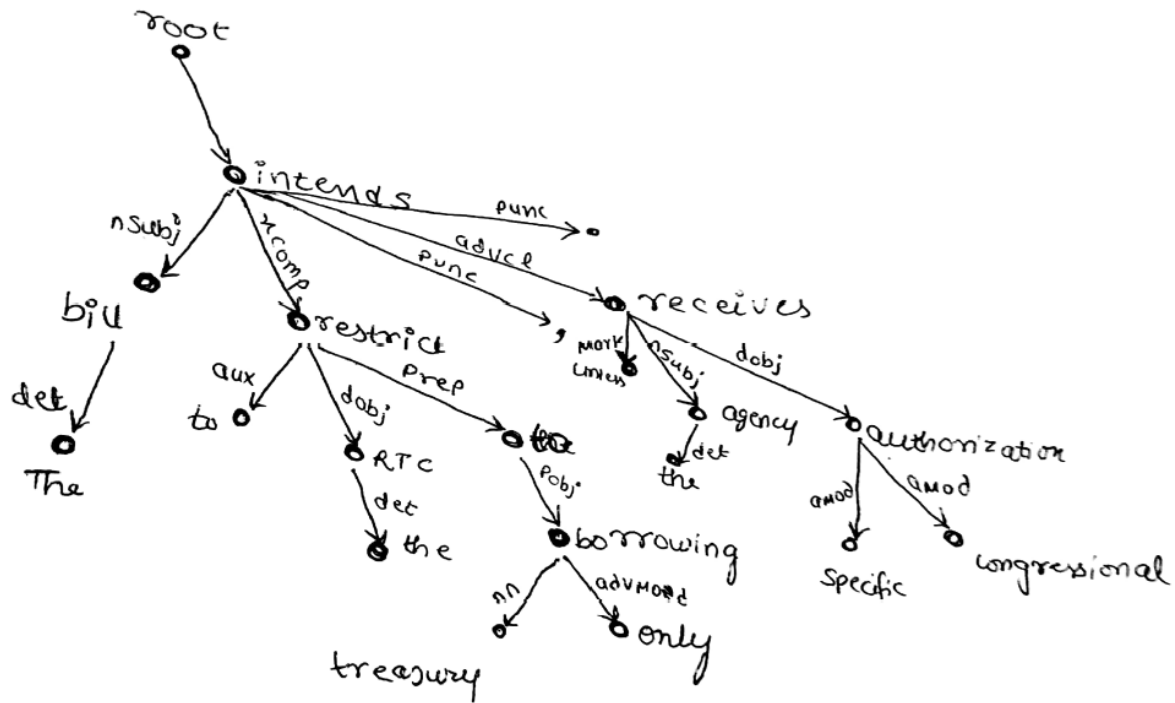 root
intends
punc
.
nsubj
xcomp
advcl
punc
receives
bill
restrict
,
mark
nsubj
dobj
unless
aux
dobj
prep
det
to
agency
The
RTC
pobj
det
the
authorization
det
the
amod
amod
borrowing
specific
congressional
nn
advmod
treasury
only